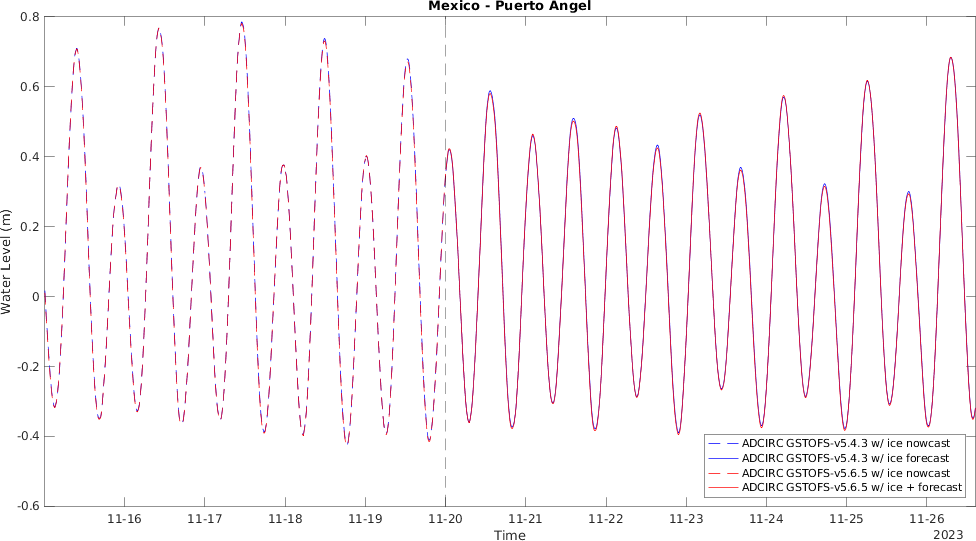 Mexico - Puerto Angel
0.8
0.6
0.4
0.2
0
-0.2
-0.4
-0.6
Water Level (m)
ADCIRC GSTOFS-v5.4.3 w/ ice nowcast
ADCIRC GSTOFS-v5.4.3 w/ ice forecast
ADCIRC GSTOFS-v5.6.5 w/ ice nowcast
ADCIRC GSTOFS-v5.6.5 w/ ice + forecast
11-16 11-17 11-18 11-19 11-20 11-21 11-22 11-23 11-24 11-25 11-26
Time
2023